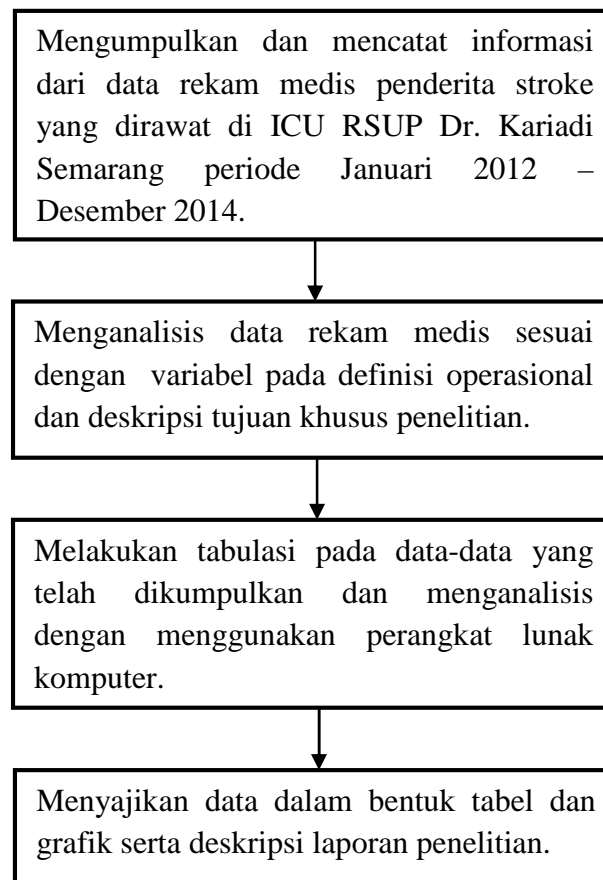 Mengumpulkan dan mencatat informasi
dari data rekam medis penderita stroke
yang dirawat di ICU RSUP Dr. Kariadi
Semarang periode Januari 2012 –
Desember 2014.
Menganalisis data rekam medis sesuai
dengan variabel pada definisi operasional
dan deskripsi tujuan khusus penelitian.
Melakukan tabulasi pada data-data yang
telah dikumpulkan dan menganalisis
dengan menggunakan perangkat lunak
komputer.
Menyajikan data dalam bentuk tabel dan
grafik serta deskripsi laporan penelitian.